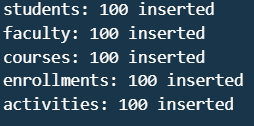 students: 100 inserted
faculty: 100 inserted
courses: 100 inserted
enrollments: 100 inserted
activities: 100 inserted